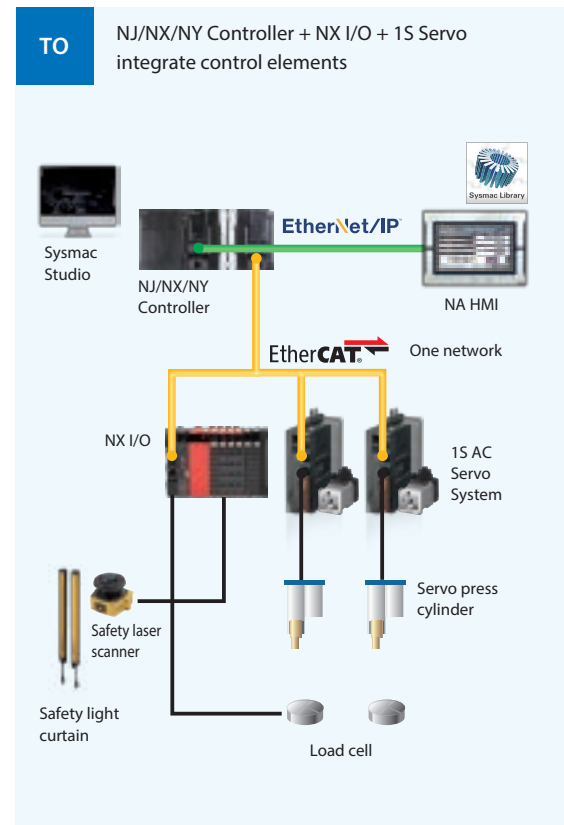 TO
NJ/NX/NY Controller + NX I/O + 1S Servo
integrate control elements
Sysmac Library
EtherNet/IP™
Sysmac
Studio
NJ/NX/NY
Controller
NA HMI
EtherCAT®
One network
NX I/O
1S AC
Servo
System
Servo press
cylinder
Safety laser
scanner
Safety light
curtain
Load cell